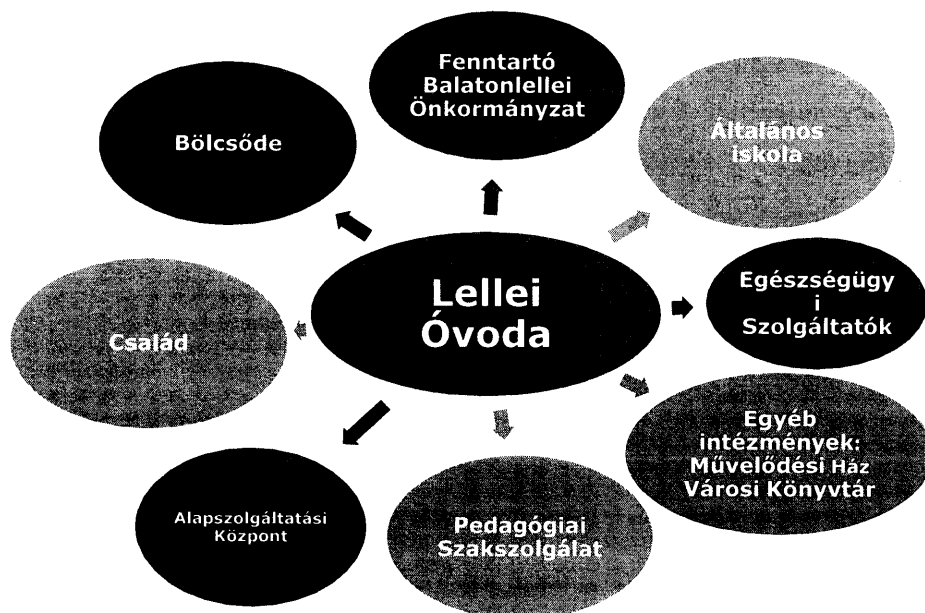 Fenntartó
Balatonlellei
Önkormányzat
Általános
iskola
Bölcsőde
Egészségügy
i
Szolgáltatók
Lellei
Óvoda
Család
Egyéb
intézmények:
Művelődési Ház
Városi Könyvtár
Alapszolgáltatási
Központ
Pedagógiai
Szakszolgálat